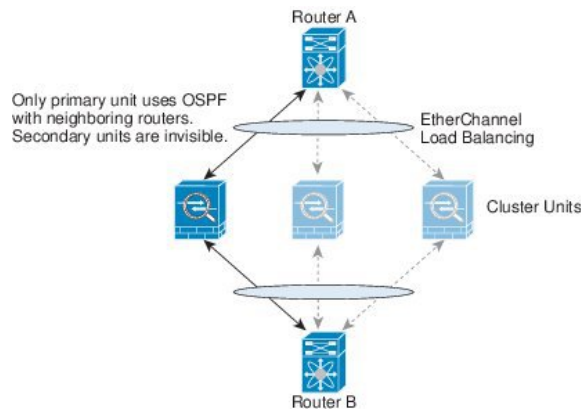 Router A
Only primary unit uses OSPF
with neighboring routers.
Secondary units are invisible.
EtherChannel
Load Balancing
Cluster Units
Router B